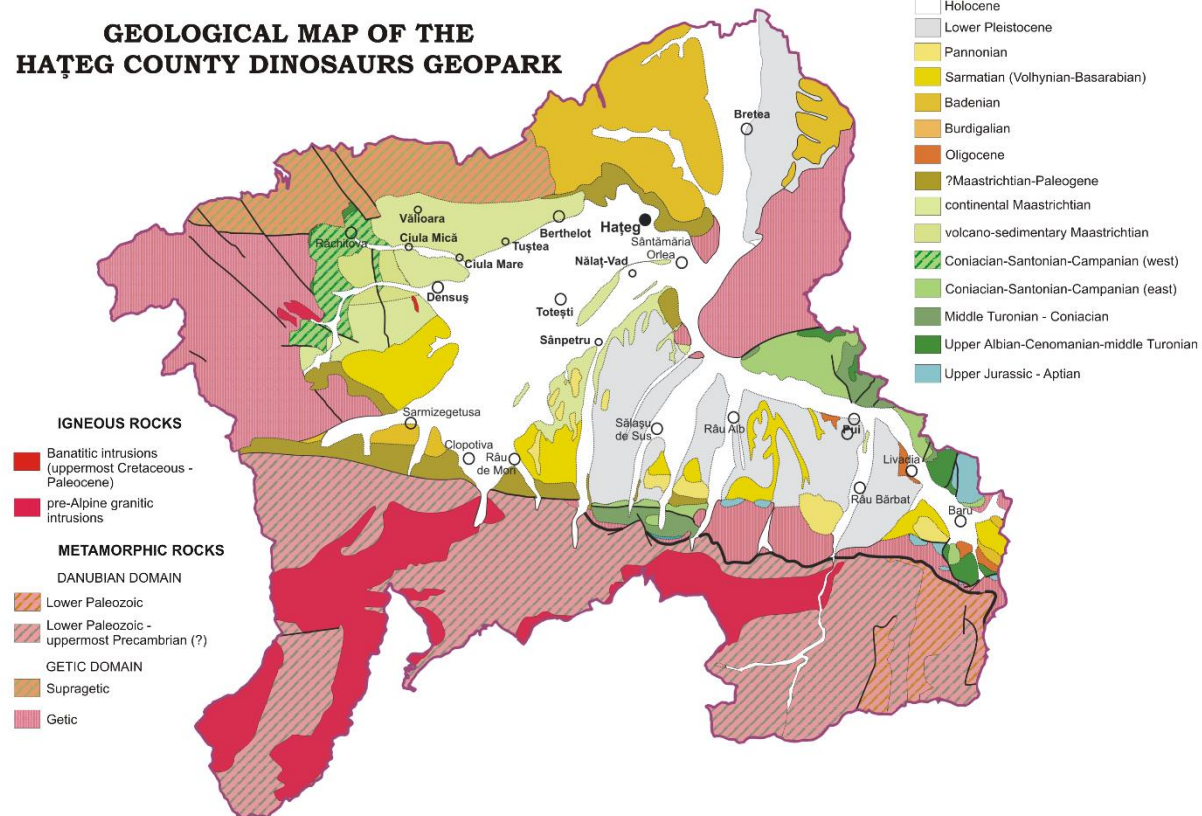 GEOLOGICAL MAP OF THE
HAŢEG COUNTY DINOSAURS GEOPARK
Holocene
Lower Pleistocene
Pannonian
Sarmatian (Volhynian-Basarabian)
Badenian
Burdigalian
Oligocene
?Maastrichtian-Paleogene
continental Maastrichtian
volcano-sedimentary Maastrichtian
Coniacian-Santonian-Campanian (west)
Coniacian-Santonian-Campanian (east)
Middle Turonian - Coniacian
Upper Albian-Cenomanian-middle Turonian
Upper Jurassic - Aptian
Bretea
Vălioara
Berthelot
Haţeg
Răchitova
Ciula Mică
Tuştea
Sântămăria
Orlea
Ciula Mare
Nălaţ-Vad
Densuş
Toteşti
Sânpetru
Sarmizegetusa
Clopotiva
Râu
de Mori
Sălaşu
de Sus
Râu Alb
Pui
Livadia
Râu Bărbat
Baru
IGNEOUS ROCKS
Banatitic intrusions
(uppermost Cretaceous -
Paleocene)
pre-Alpine granitic
intrusions
METAMORPHIC ROCKS
DANUBIAN DOMAIN
Lower Paleozoic
Lower Paleozoic -
uppermost Precambrian (?)
GETIC DOMAIN
Supragetic
Getic